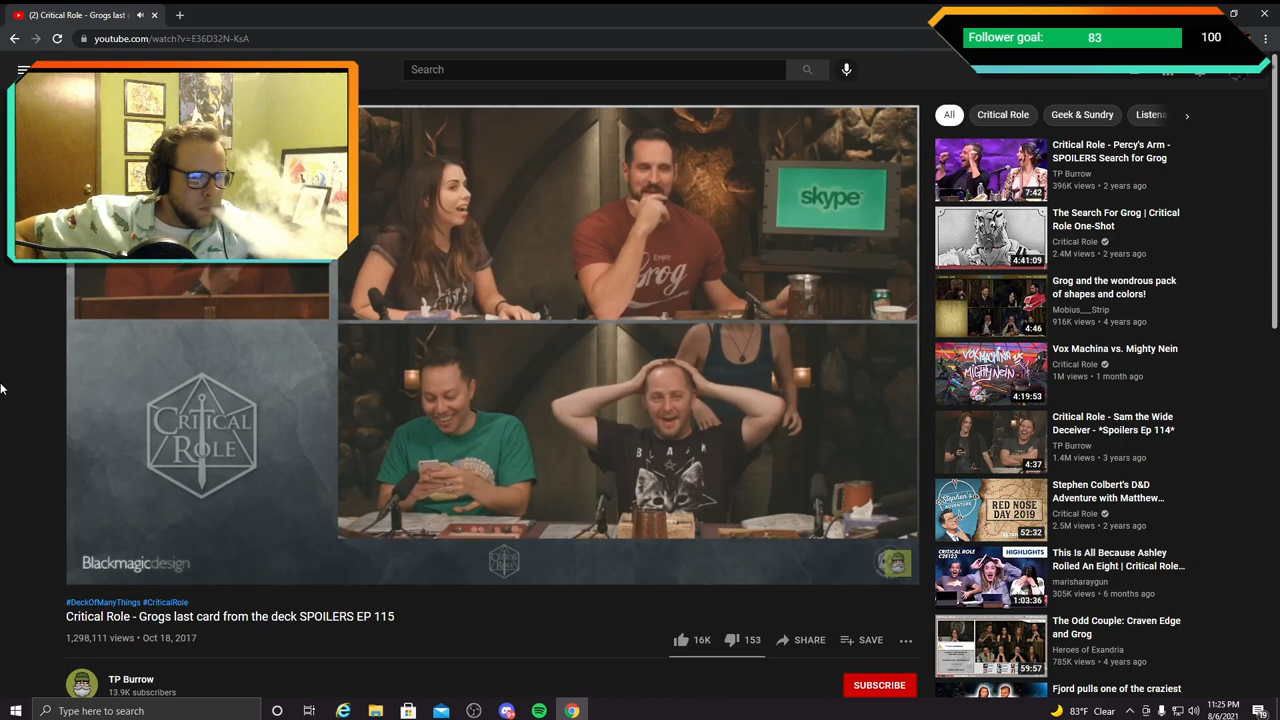 (2) Critical Role - Grogs last c
youtube.com/watch?v=E36D32N-KsA
Follower goal: 83 100
Search
All
Critical Role
Geek & Sundry
Listena
skype
ENJOY
Grog
CRITICAL
ROLE
Blackmagicdesign
Critical Role - Percy's Arm -
SPOILERS Search for Grog
TP Burrow
396K views • 2 years ago
7:42
The Search For Grog | Critical
Role One-Shot
Critical Role
2.4M views • 2 years ago
4:41:09
Grog and the wondrous pack
of shapes and colors!
Mobius___Strip
916K views • 4 years ago
4:46
Vox Machina vs. Mighty Nein
Critical Role
1M views • 1 month ago
VOX MACHINA
VS
MIGHTY NEIN
4:19:53
Critical Role - Sam the Wide
Deceiver - *Spoilers Ep 114*
TP Burrow
1.4M views • 3 years ago
4:37
Stephen Colbert's D&D
Adventure with Matthew...
Critical Role
2.5M views • 2 years ago
RED NOSE
DAY 2019
52:32
This Is All Because Ashley
Rolled An Eight | Critical Role...
marisharaygun
305K views • 6 months ago
CRITICAL ROLE
HIGHLIGHTS
1:03:36
The Odd Couple: Craven Edge
and Grog
Heroes of Exandria
785K views • 4 years ago
59:57
Fjord pulls one of the craziest
#DeckOfManyThings #CriticalRole
Critical Role - Grogs last card from the deck SPOILERS EP 115
1,298,111 views • Oct 18, 2017
16K
153
SHARE
SAVE
TP Burrow
13.9K subscribers
SUBSCRIBE
Type here to search
83°F Clear
11:25 PM
8/6/2021